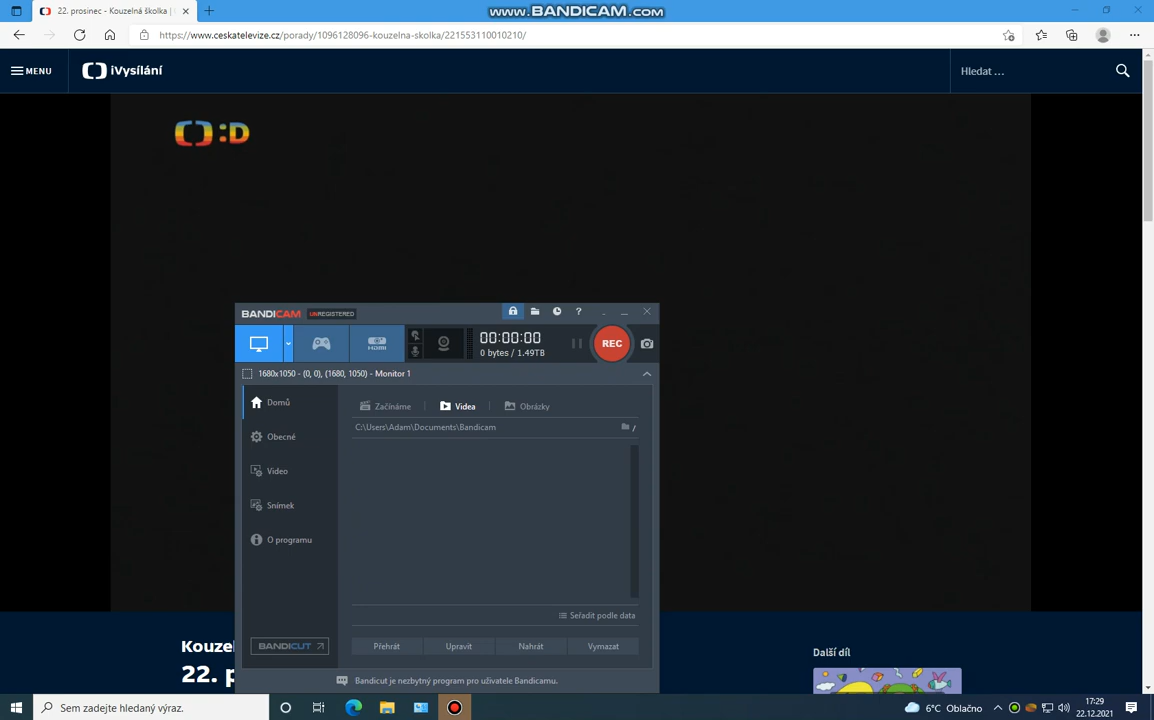 22. prosinec - Kouzelná školka |
www.BANDICAM.com
https://www.ceskatelevize.cz/porady/1096128096-kouzelna-skolka/221553110010210/
MENU
iVysílání
Hledat ...
:D
BANDICAM
UNREGISTERED
00:00:00
0 bytes / 1.49TB
HDMI
REC
1680x1050 - (0, 0), (1680, 1050) - Monitor 1
Domů
Začínáme
Videa
Obrázky
C:\Users\Adam\Documents\Bandicam
Obecné
Video
Snímek
O programu
Seřadit podle data
BANDICUT
Přehrát
Upravit
Nahrát
Vymazat
Bandicut je nezbytný program pro uživatele Bandicamu.
Kouzel
22. p
Další díl
Sem zadejte hledaný výraz.
6°C Oblačno
17:29
22.12.2021